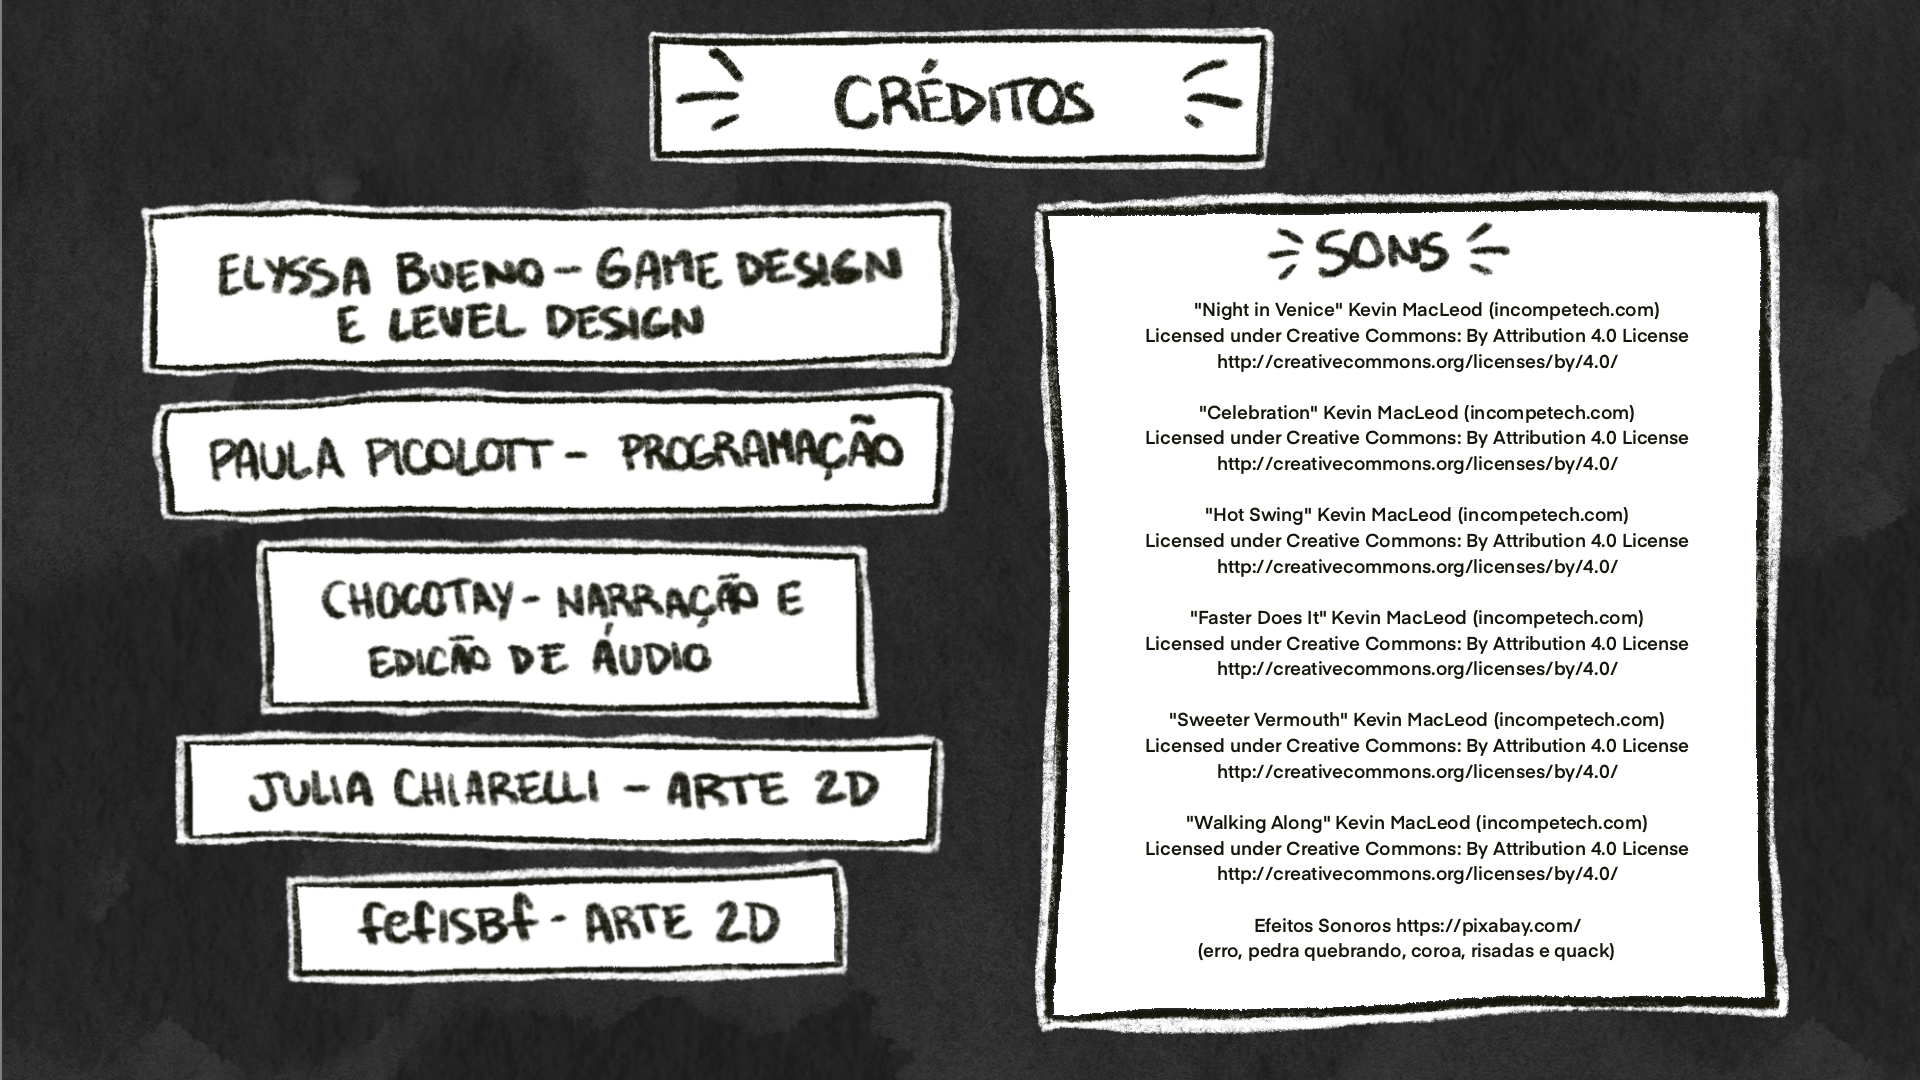 CRÉDITOS
ELYSSA BUENO - GAME DESIGN
E LEVEL DESIGN
PAULA PICOLOTT - PROGRAMAÇÃO
CHOCOTAY - NARRAÇÃO E
EDICÃO DE ÁUDIO
JULIA CHIARELLI - ARTE 2D
fefisBf - ARTE 2D
SONS
"Night in Venice" Kevin MacLeod (incompetech.com)
Licensed under Creative Commons: By Attribution 4.0 License
http://creativecommons.org/licenses/by/4.0/
"Celebration" Kevin MacLeod (incompetech.com)
Licensed under Creative Commons: By Attribution 4.0 License
http://creativecommons.org/licenses/by/4.0/
"Hot Swing" Kevin MacLeod (incompetech.com)
Licensed under Creative Commons: By Attribution 4.0 License
http://creativecommons.org/licenses/by/4.0/
"Faster Does It" Kevin MacLeod (incompetech.com)
Licensed under Creative Commons: By Attribution 4.0 License
http://creativecommons.org/licenses/by/4.0/
"Sweeter Vermouth" Kevin MacLeod (incompetech.com)
Licensed under Creative Commons: By Attribution 4.0 License
http://creativecommons.org/licenses/by/4.0/
"Walking Along" Kevin MacLeod (incompetech.com)
Licensed under Creative Commons: By Attribution 4.0 License
http://creativecommons.org/licenses/by/4.0/
Efeitos Sonoros https://pixabay.com/
(erro, pedra quebrando, coroa, risadas e quack)